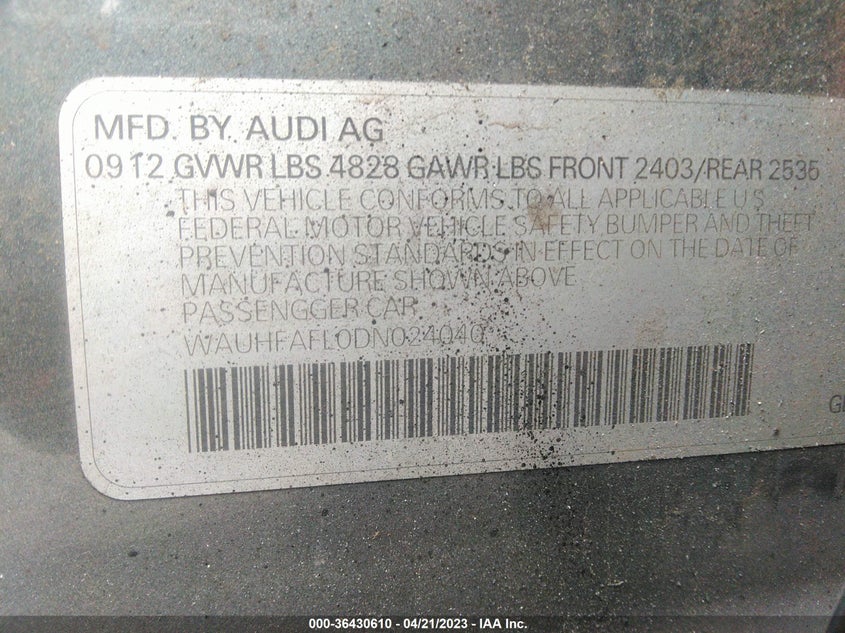 MFD. BY. AUDI AG
09 12 GVWR LBS 4828 GAWR LBS FRONT 2403/REAR 2535
THIS VEHICLE CONFORMS TO ALL APPLICABLE U S
FEDERAL MOTOR VEHICLE SAFETY BUMPER AND THEFT
PREVENTION STANDARDS IN EFFECT ON THE DATE OF
MANUFACTURE SHOWN ABOVE
PASSENGGER CAR
WAUHFAFL0DN024040
000-36430610 - 04/21/2023 - IAA Inc.